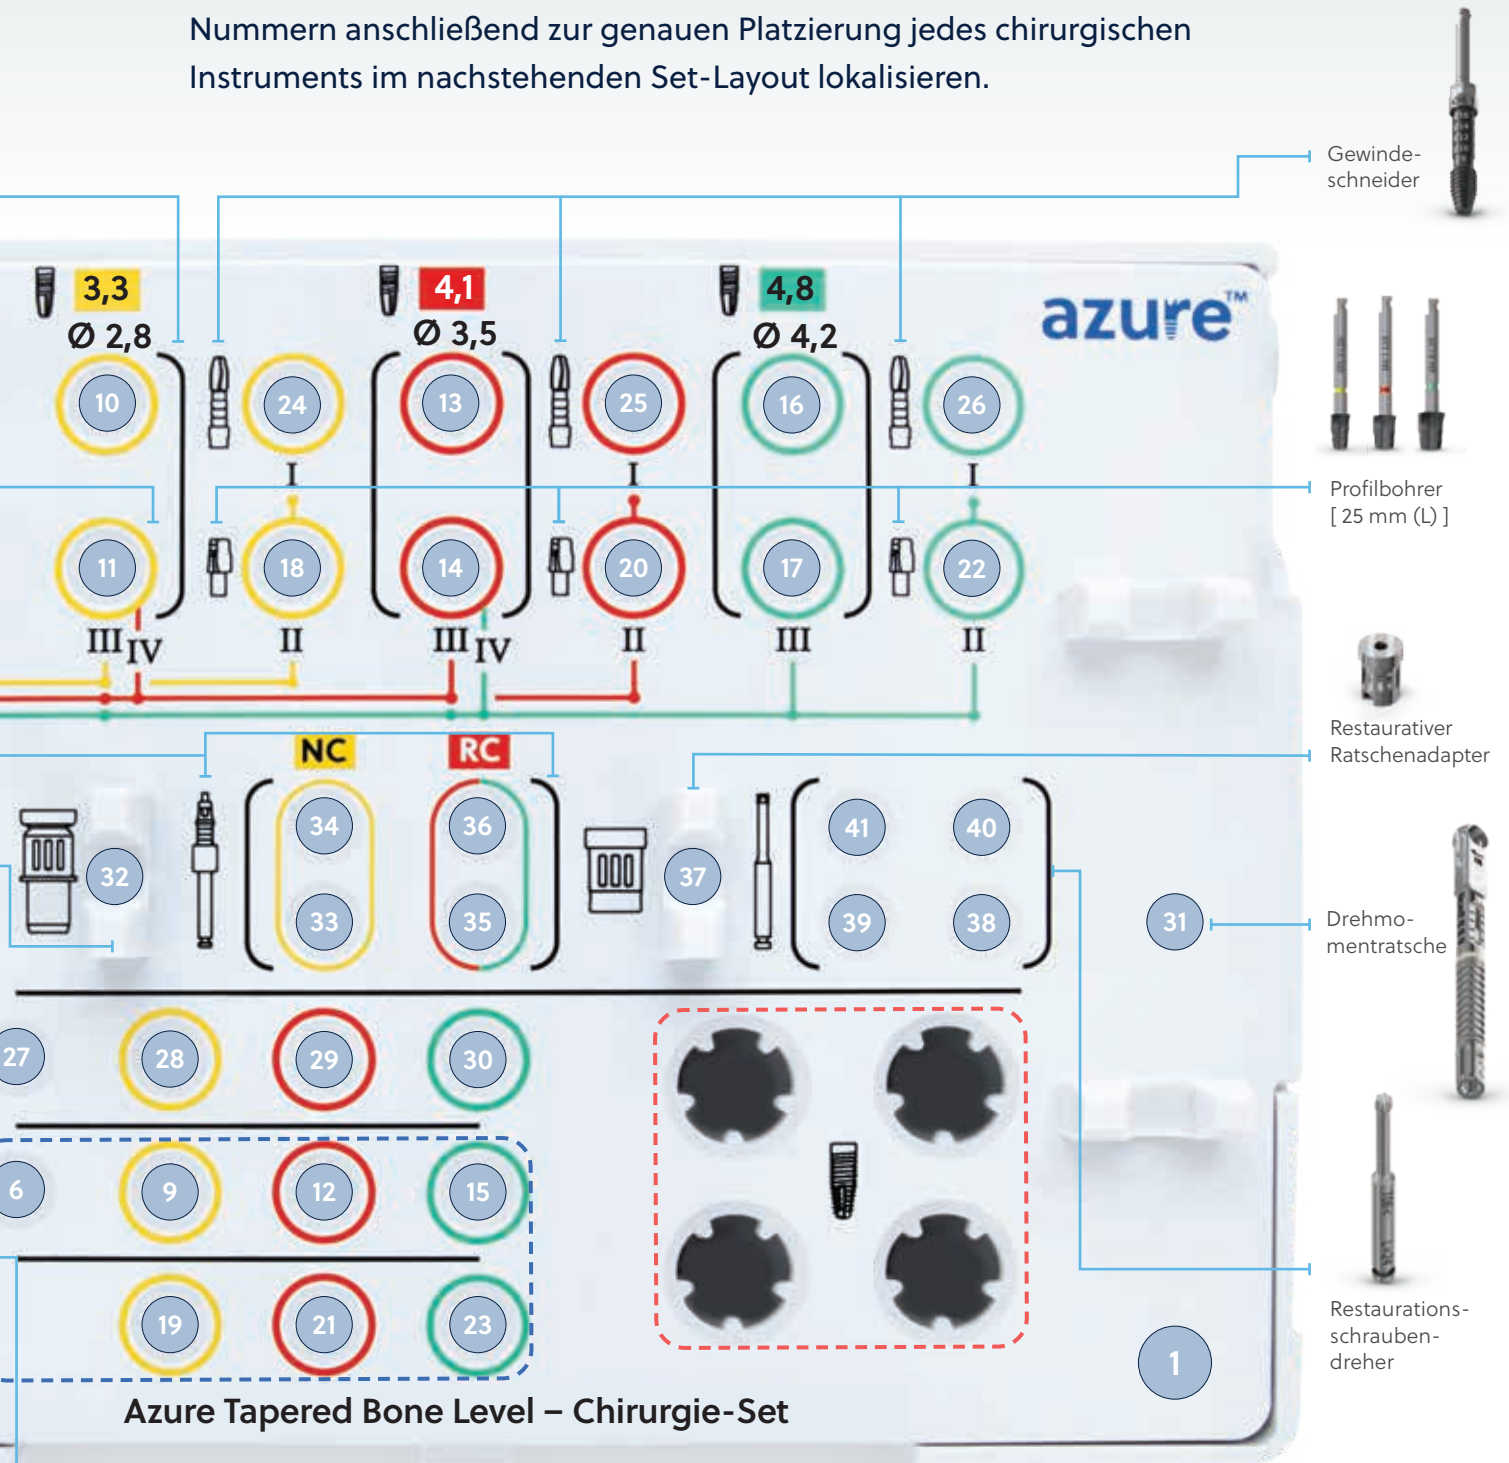 Nummern anschließend zur genauen Platzierung jedes chirurgischen
Instruments im nachstehenden Set-Layout lokalisieren.
Gewinde-
schneider
3,3
Ø 2,8
4,1
Ø 3,5
4,8
Ø 4,2
azure™
10
24
13
25
16
26
I
I
I
Profilbohrer
[ 25 mm (L) ]
11
18
14
20
17
22
III
IV
II
III
IV
II
III
II
Restaurativer
Ratschenadapter
NC
RC
34
36
41
40
32
37
33
35
39
38
31
Drehmo-
mentratsche
27
28
29
30
6
9
12
15
19
21
23
1
Restaurations-
schrauben-
dreher
Azure Tapered Bone Level – Chirurgie-Set